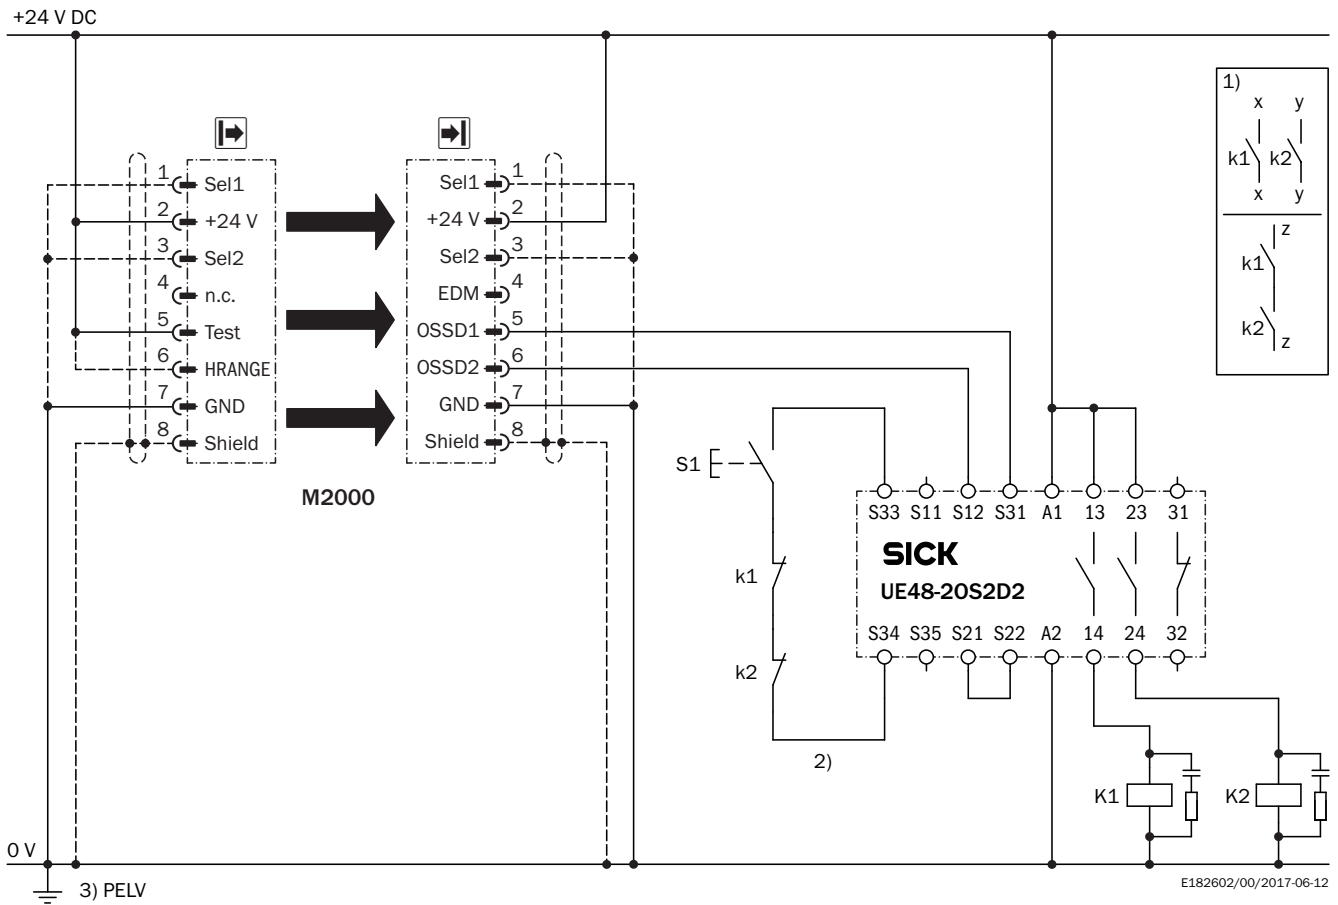 +24 V DC
1)
x y
k1 k2
x y
z
k1
k2
z
1 Sel1
2 +24 V
3 Sel2
4 n.c.
5 Test
6 HRANGE
7 GND
8 Shield
Sel1 1
+24 V 2
Sel2 3
EDM 4
OSSD1 5
OSSD2 6
GND 7
Shield 8
M2000
S1
k1
k2
2)
S33 S11 S12 S31 A1 13 23 31
SICK
UE48-2OS2D2
S34 S35 S21 S22 A2 14 24 32
K1 K2
0 V
3) PELV
E182602/00/2017-06-12